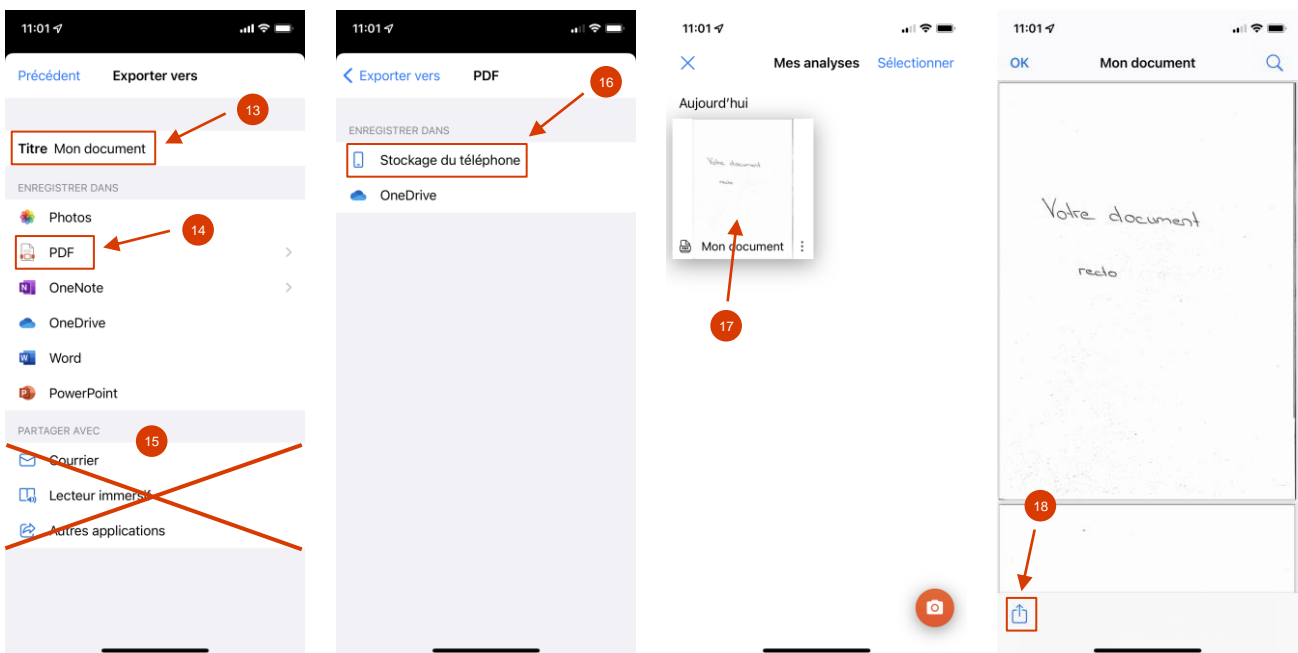 11:01
Précédent
Exporter vers
13
Titre Mon document
ENREGISTRER DANS
Photos
14
PDF
OneNote
OneDrive
Word
PowerPoint
PARTAGER AVEC
15
Courrier
Lecteur immersif
Autres applications
11:01
Exporter vers
PDF
16
ENREGISTRER DANS
Stockage du téléphone
OneDrive
11:01
Mes analyses
Sélectionner
Aujourd'hui
Votre document
recto
Mon document
17
11:01
OK
Mon document
Votre document
recto
18